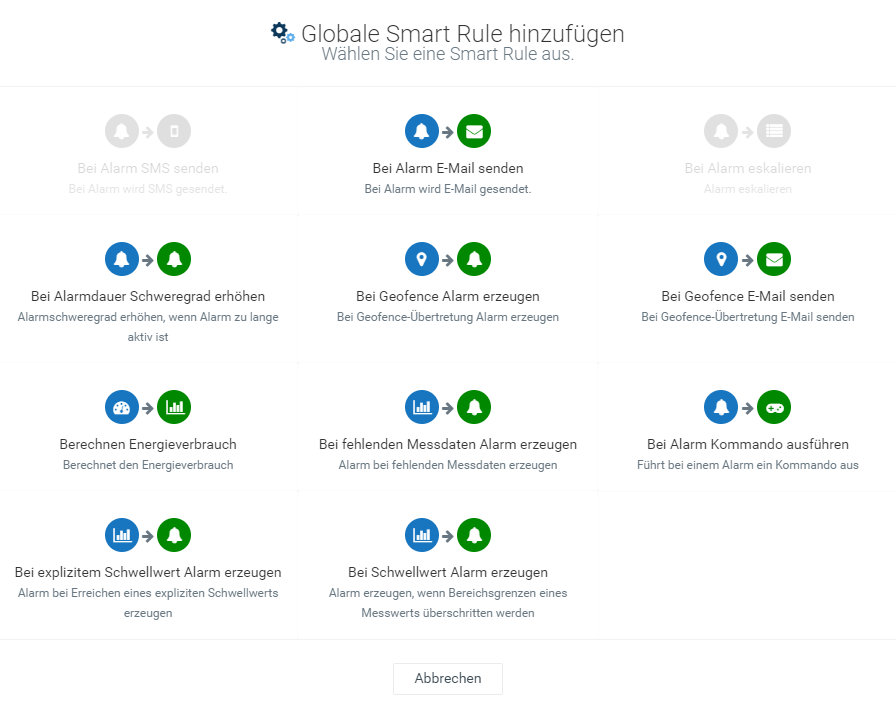 Globale Smart Rule hinzufügen
Wählen Sie eine Smart Rule aus.
Bei Alarm SMS senden
Bei Alarm wird SMS gesendet.
Bei Alarm E-Mail senden
Bei Alarm wird E-Mail gesendet.
Bei Alarm eskalieren
Alarm eskalieren
Bei Alarmdauer Schweregrad erhöhen
Alarmschweregrad erhöhen, wenn Alarm zu lange
aktiv ist
Bei Geofence Alarm erzeugen
Bei Geofence-Übertretung Alarm erzeugen
Bei Geofence E-Mail senden
Bei Geofence-Übertretung E-Mail senden
Berechnen Energieverbrauch
Berechnet den Energieverbrauch
Bei fehlenden Messdaten Alarm erzeugen
Alarm bei fehlenden Messdaten erzeugen
Bei Alarm Kommando ausführen
Führt bei einem Alarm ein Kommando aus
Bei explizitem Schwellwert Alarm erzeugen
Alarm bei Erreichen eines expliziten Schwellwerts
erzeugen
Bei Schwellwert Alarm erzeugen
Alarm erzeugen, wenn Bereichsgrenzen eines
Messwerts überschritten werden
Abbrechen